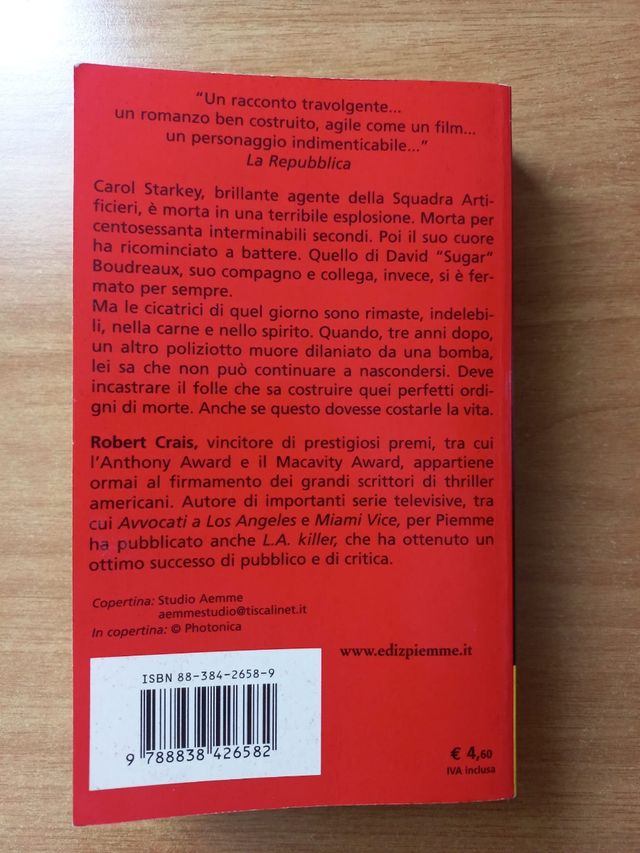 “Un racconto travolgente...
un romanzo ben costruito, agile come un film...
un personaggio indimenticabile...”
La Repubblica
Carol Starkey, brillante agente della Squadra Arti-
ficieri, è morta in una terribile esplosione. Morta per
centosessanta interminabili secondi. Poi il suo cuore
ha ricominciato a battere. Quello di David “Sugar”
Boudreaux, suo compagno e collega, invece, si è fer-
mato per sempre.
Ma le cicatrici di quel giorno sono rimaste, indelebi-
li, nella carne e nello spirito. Quando, tre anni dopo,
un altro poliziotto muore dilaniato da una bomba,
lei sa che non può continuare a nascondersi. Deve
incastrare il folle che sa costruire quei perfetti ordi-
gni di morte. Anche se questo dovesse costarle la vita.
Robert Crais, vincitore di prestigiosi premi, tra cui
l’Anthony Award e il Macavity Award, appartiene
ormai al firmamento dei grandi scrittori di thriller
americani. Autore di importanti serie televisive, tra
cui Avvocati a Los Angeles e Miami Vice, per Piemme
ha pubblicato anche L.A. killer, che ha ottenuto un
ottimo successo di pubblico e di critica.
Copertina: Studio Aemme
aemmestudio@tiscalinet.it
In copertina: © Photonica
www.edizpiemme.it
ISBN 88-384-2658-9
9 788838 426582
€ 4,60
IVA inclusa